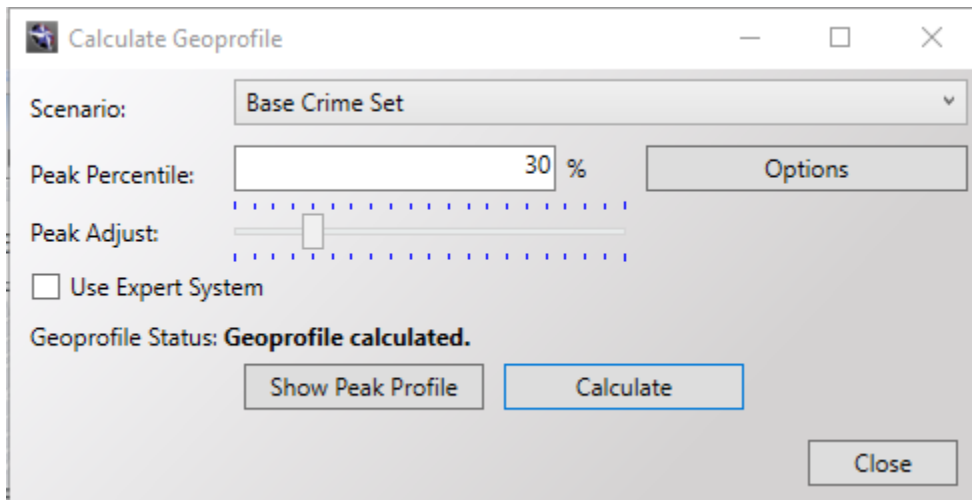 Calculate Geoprofile
Scenario: Base Crime Set
Peak Percentile: 30 % Options
Peak Adjust:
Use Expert System
Geoprofile Status: Geoprofile calculated.
Show Peak Profile Calculate
Close